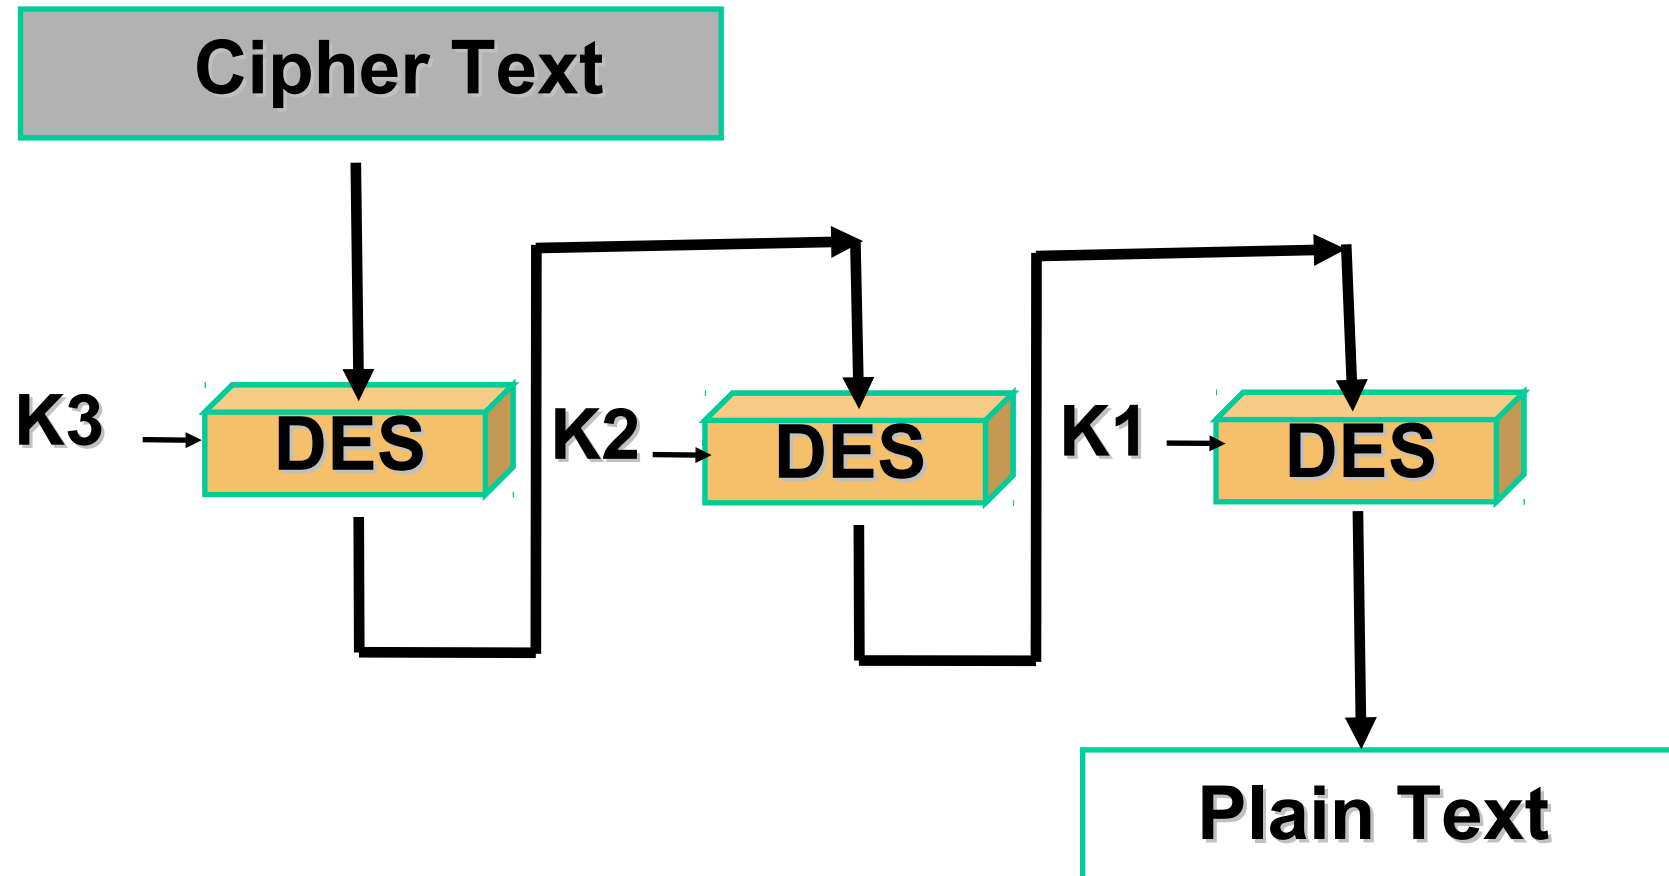 Cipher Text
K3
DES
K2
DES
K1
DES
Plain Text